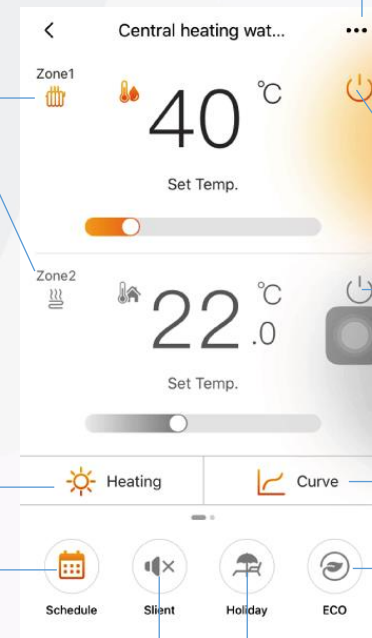 Central heating wat...
Zone1
40 °C
Set Temp.
Zone2
22.0 °C
Set Temp.
Heating
Curve
Schedule
Slient
Holiday
ECO